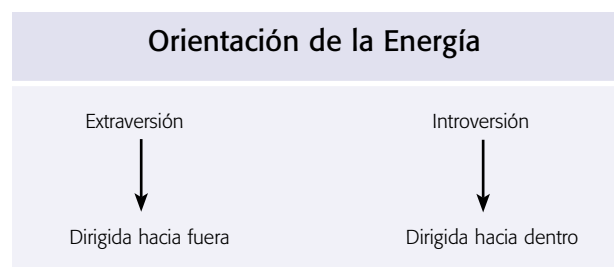 Orientación de la Energía
Extraversión
Introversión
Dirigida hacia fuera
Dirigida hacia dentro